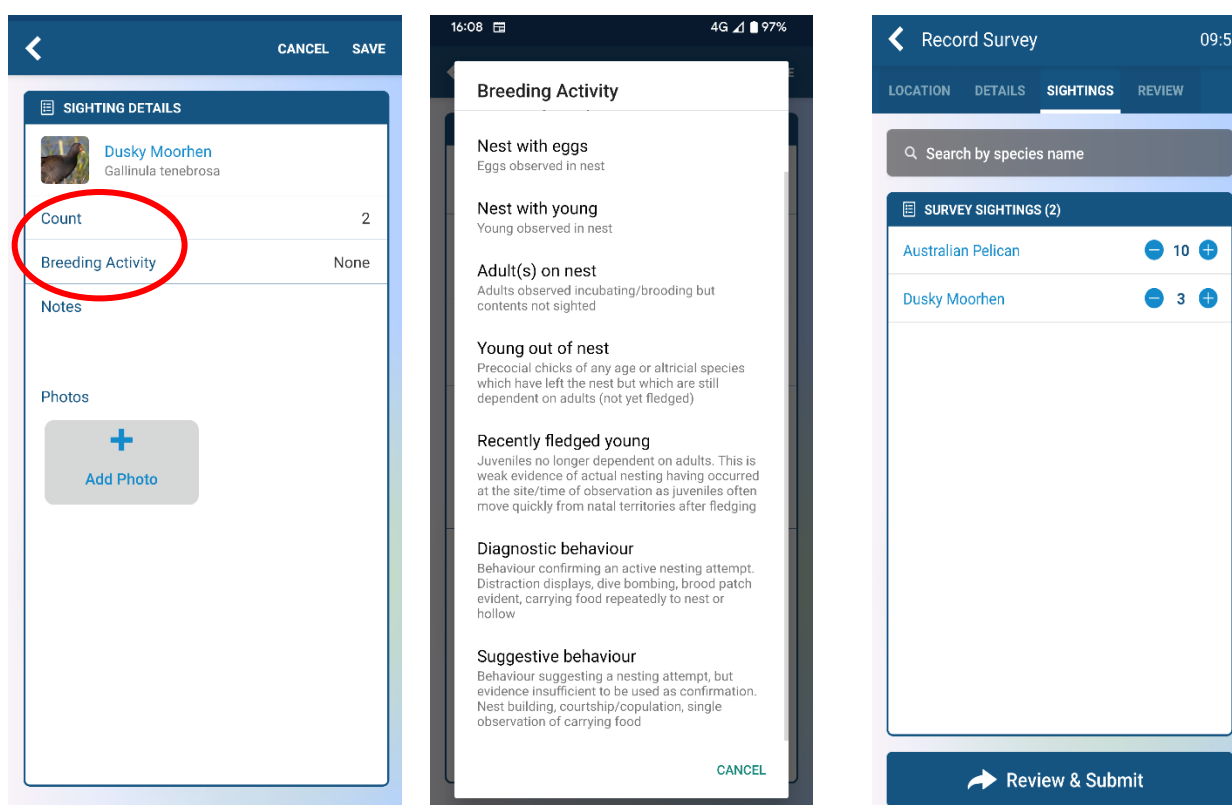 CANCEL SAVE
SIGHTING DETAILS
Dusky Moorhen
Gallinula tenebrosa
Count 2
Breeding Activity None
Notes
Photos
Add Photo
16:08 4G 97%
Breeding Activity
Nest with eggs
Eggs observed in nest
Nest with young
Young observed in nest
Adult(s) on nest
Adults observed incubating/brooding but
contents not sighted
Young out of nest
Precocial chicks of any age or altricial species
which have left the nest but which are still
dependent on adults (not yet fledged)
Recently fledged young
Juveniles no longer dependent on adults. This is
weak evidence of actual nesting having occurred
at the site/time of observation as juveniles often
move quickly from natal territories after fledging
Diagnostic behaviour
Behaviour confirming an active nesting attempt.
Distraction displays, dive bombing, brood patch
evident, carrying food repeatedly to nest or
hollow
Suggestive behaviour
Behaviour suggesting a nesting attempt, but
evidence insufficient to be used as confirmation.
Nest building, courtship/copulation, single
observation of carrying food
CANCEL
Record Survey 09:5
LOCATION DETAILS SIGHTINGS REVIEW
Search by species name
SURVEY SIGHTINGS (2)
Australian Pelican 10
Dusky Moorhen 3
Review & Submit